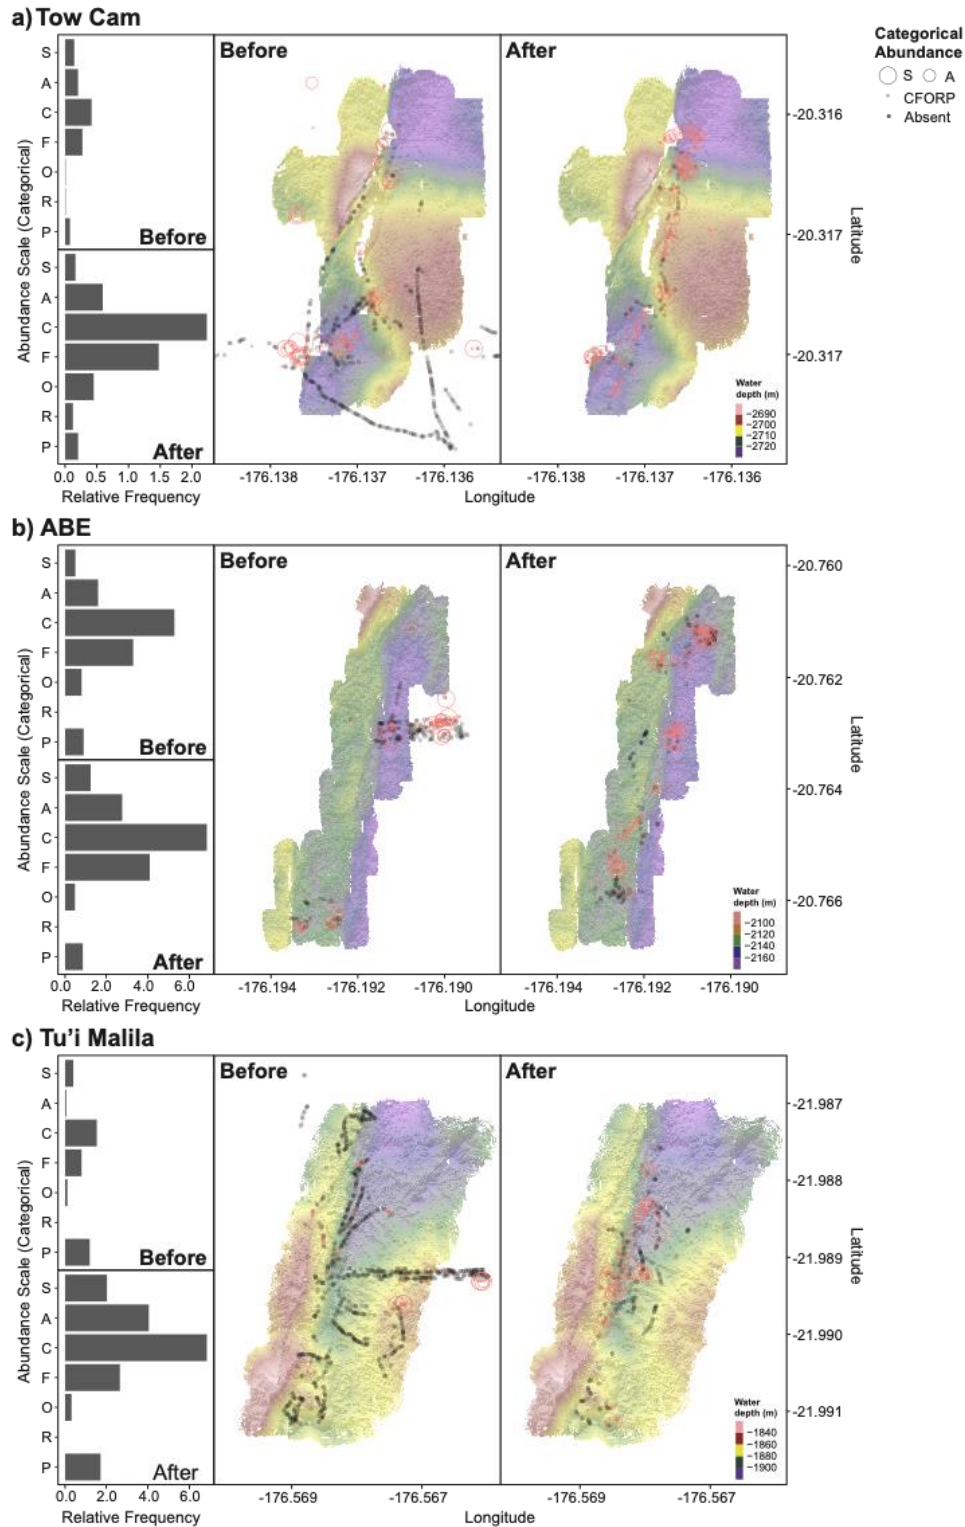 a) Tow Cam
Categorical
Abundance
S A
CFORP
Absent
Before
After
Abundance Scale (Categorical)
S
A
C
F
O
R
P
Before
S
A
C
F
O
R
P
After
0.0 0.5 1.0 1.5 2.0
Relative Frequency
-20.316
-20.317
-20.317
Latitude
Water
depth (m)
−2690
−2700
−2710
−2720
-176.138 -176.137 -176.136
-176.138 -176.137 -176.136
Longitude
b) ABE
Before
After
Abundance Scale (Categorical)
S
A
C
F
O
R
P
Before
S
A
C
F
O
R
P
After
0.0 2.0 4.0 6.0
Relative Frequency
-20.760
-20.762
-20.764
-20.766
Latitude
Water
depth (m)
−2100
−2120
−2140
−2160
-176.194 -176.192 -176.190
-176.194 -176.192 -176.190
Longitude
c) Tu’i Malila
Before
After
Abundance Scale (Categorical)
S
A
C
F
O
R
P
Before
S
A
C
F
O
R
P
After
0.0 2.0 4.0 6.0
Relative Frequency
-21.987
-21.988
-21.989
-21.990
-21.991
Latitude
Water
depth (m)
−1840
−1860
−1880
−1900
-176.569 -176.567
-176.569 -176.567
Longitude